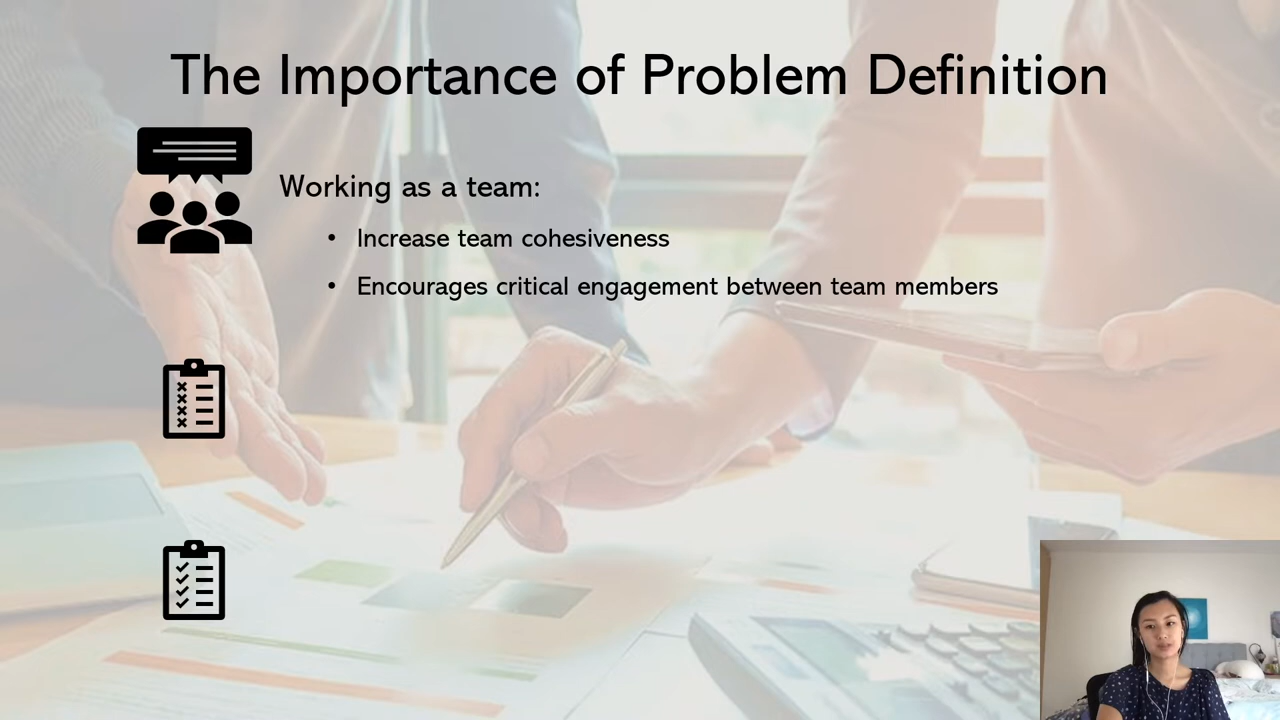 The Importance of Problem Definition
Working as a team:
• Increase team cohesiveness
• Encourages critical engagement between team members